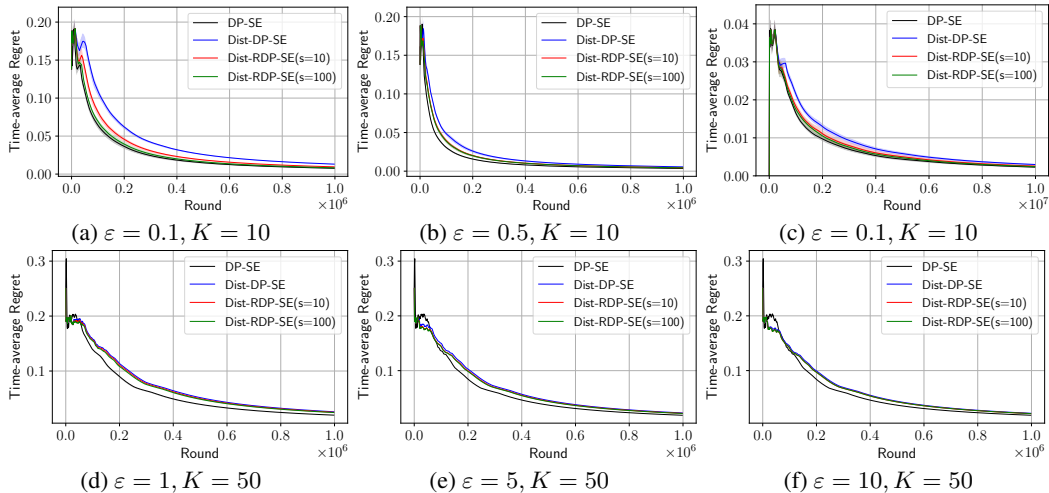 0.20
0.15
0.10
0.05
0.00
Time-average Regret
DP-SE
Dist-DP-SE
Dist-RDP-SE(s=10)
Dist-RDP-SE(s=100)
0.0 0.2 0.4 0.6 0.8 1.0
Round
×10⁶
(a) ε = 0.1, K = 10
0.20
0.15
0.10
0.05
0.00
Time-average Regret
DP-SE
Dist-DP-SE
Dist-RDP-SE(s=10)
Dist-RDP-SE(s=100)
0.0 0.2 0.4 0.6 0.8 1.0
Round
×10⁶
(b) ε = 0.5, K = 10
0.04
0.03
0.02
0.01
0.00
Time-average Regret
DP-SE
Dist-DP-SE
Dist-RDP-SE(s=10)
Dist-RDP-SE(s=100)
0.0 0.2 0.4 0.6 0.8 1.0
Round
×10⁷
(c) ε = 0.1, K = 10
0.3
0.2
0.1
Time-average Regret
DP-SE
Dist-DP-SE
Dist-RDP-SE(s=10)
Dist-RDP-SE(s=100)
0.0 0.2 0.4 0.6 0.8 1.0
Round
×10⁶
(d) ε = 1, K = 50
0.3
0.2
0.1
Time-average Regret
DP-SE
Dist-DP-SE
Dist-RDP-SE(s=10)
Dist-RDP-SE(s=100)
0.0 0.2 0.4 0.6 0.8 1.0
Round
×10⁶
(e) ε = 5, K = 50
0.3
0.2
0.1
Time-average Regret
DP-SE
Dist-DP-SE
Dist-RDP-SE(s=10)
Dist-RDP-SE(s=100)
0.0 0.2 0.4 0.6 0.8 1.0
Round
×10⁶
(f) ε = 10, K = 50